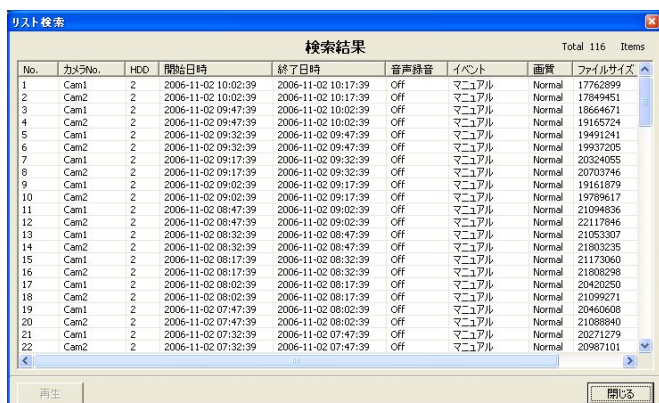 リスト検索
検索結果
Total 116 Items
No. カメラNo. HDD 開始日時 終了日時 音声録音 イベント 画質 ファイルサイズ
1 Cam1 2 2006-11-02 10:02:39 2006-11-02 10:17:39 Off マニュアル Normal 17762899
2 Cam2 2 2006-11-02 10:02:39 2006-11-02 10:17:39 Off マニュアル Normal 17849451
3 Cam1 2 2006-11-02 09:47:39 2006-11-02 10:02:39 Off マニュアル Normal 18664671
4 Cam2 2 2006-11-02 09:47:39 2006-11-02 10:02:39 Off マニュアル Normal 19165724
5 Cam1 2 2006-11-02 09:32:39 2006-11-02 09:47:39 Off マニュアル Normal 19491241
6 Cam2 2 2006-11-02 09:32:39 2006-11-02 09:47:39 Off マニュアル Normal 19937205
7 Cam1 2 2006-11-02 09:17:39 2006-11-02 09:32:39 Off マニュアル Normal 20324055
8 Cam2 2 2006-11-02 09:17:39 2006-11-02 09:32:39 Off マニュアル Normal 20703746
9 Cam1 2 2006-11-02 09:02:39 2006-11-02 09:17:39 Off マニュアル Normal 19161879
10 Cam2 2 2006-11-02 09:02:39 2006-11-02 09:17:39 Off マニュアル Normal 19789617
11 Cam1 2 2006-11-02 08:47:39 2006-11-02 09:02:39 Off マニュアル Normal 21094836
12 Cam2 2 2006-11-02 08:47:39 2006-11-02 09:02:39 Off マニュアル Normal 22117846
13 Cam1 2 2006-11-02 08:32:39 2006-11-02 08:47:39 Off マニュアル Normal 21053307
14 Cam2 2 2006-11-02 08:32:39 2006-11-02 08:47:39 Off マニュアル Normal 21803235
15 Cam1 2 2006-11-02 08:17:39 2006-11-02 08:32:39 Off マニュアル Normal 21173060
16 Cam2 2 2006-11-02 08:17:39 2006-11-02 08:32:39 Off マニュアル Normal 21808298
17 Cam1 2 2006-11-02 08:02:39 2006-11-02 08:17:39 Off マニュアル Normal 20420250
18 Cam2 2 2006-11-02 08:02:39 2006-11-02 08:17:39 Off マニュアル Normal 21099271
19 Cam1 2 2006-11-02 07:47:39 2006-11-02 08:02:39 Off マニュアル Normal 20460608
20 Cam2 2 2006-11-02 07:47:39 2006-11-02 08:02:39 Off マニュアル Normal 21088840
21 Cam1 2 2006-11-02 07:32:39 2006-11-02 07:47:39 Off マニュアル Normal 20271279
22 Cam2 2 2006-11-02 07:32:39 2006-11-02 07:47:39 Off マニュアル Normal 20987101
再生 閉じる